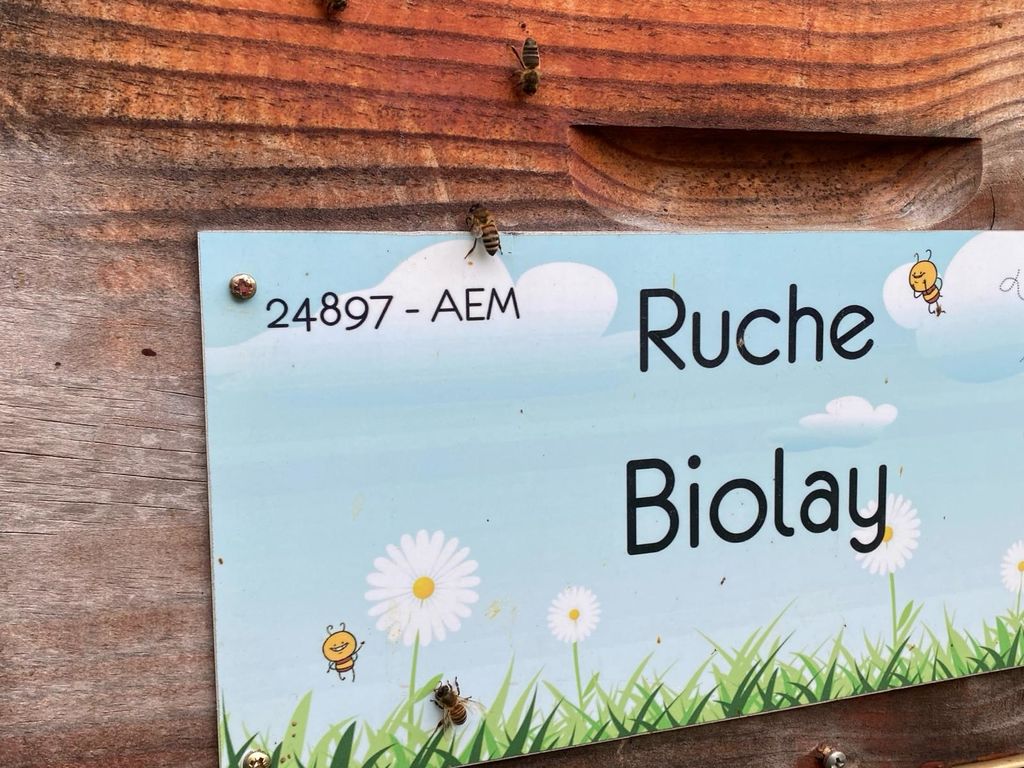 24897 - AEM
Ruche
Biolay